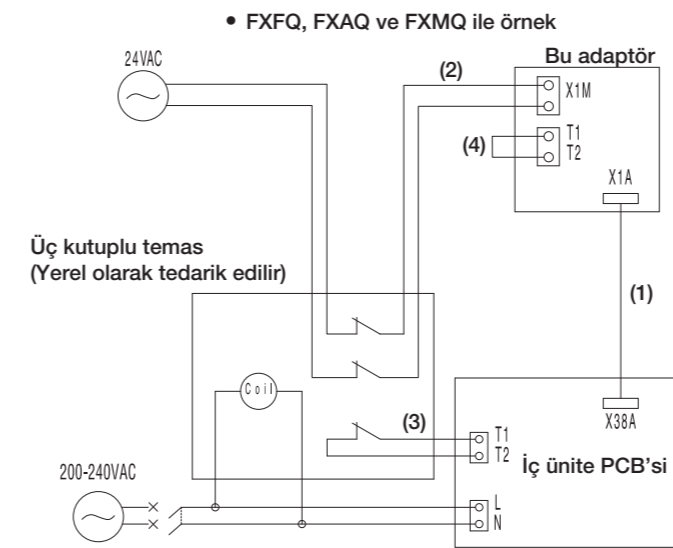 • FXFQ, FXAQ ve FXMQ ile örnek
24VAC
Bu adaptör
(2)
X1M
T1
(4)
T2
X1A
Üç kutuplu temas
(Yerel olarak tedarik edilir)
(1)
Coil
X38A
(3)
T1
T2
İç ünite PCB'si
200-240VAC
L
N